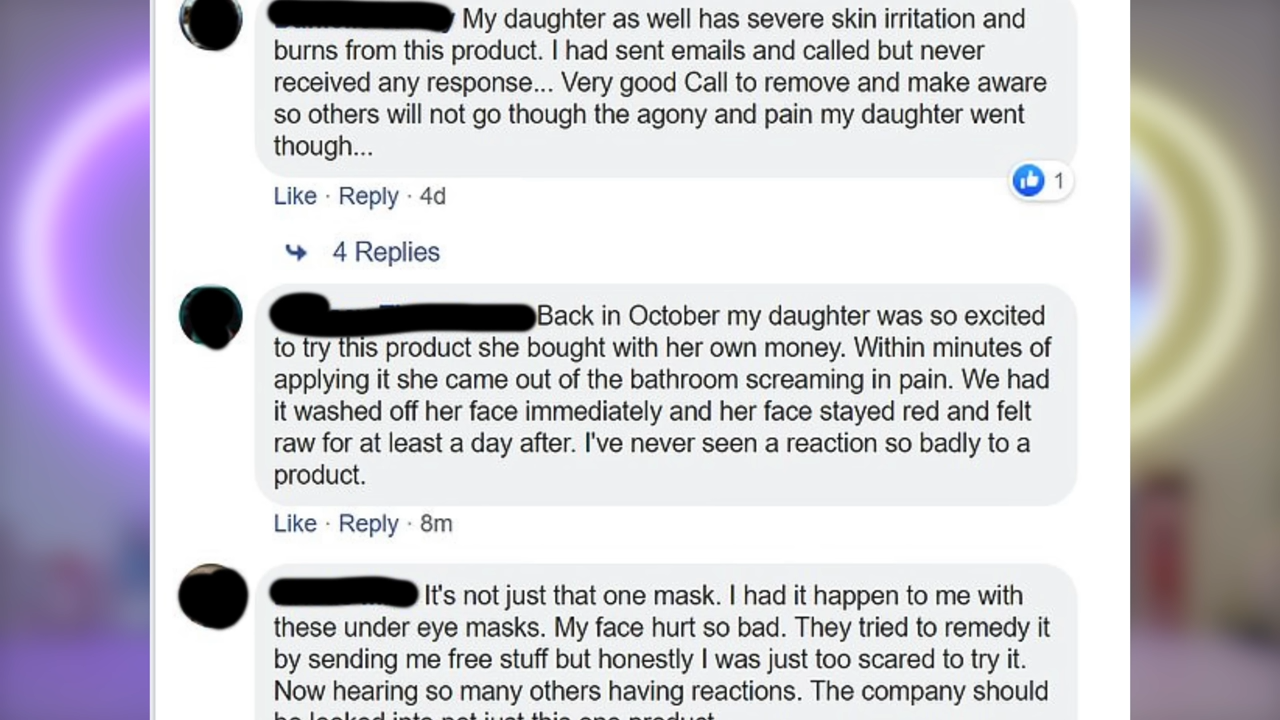 My daughter as well has severe skin irritation and
burns from this product. I had sent emails and called but never
received any response... Very good Call to remove and make aware
so others will not go though the agony and pain my daughter went
though...
1
Like · Reply · 4d
4 Replies
Back in October my daughter was so excited
to try this product she bought with her own money. Within minutes of
applying it she came out of the bathroom screaming in pain. We had
it washed off her face immediately and her face stayed red and felt
raw for at least a day after. I've never seen a reaction so badly to a
product.
Like · Reply · 8m
It's not just that one mask. I had it happen to me with
these under eye masks. My face hurt so bad. They tried to remedy it
by sending me free stuff but honestly I was just too scared to try it.
Now hearing so many others having reactions. The company should
be looked into not just this one product